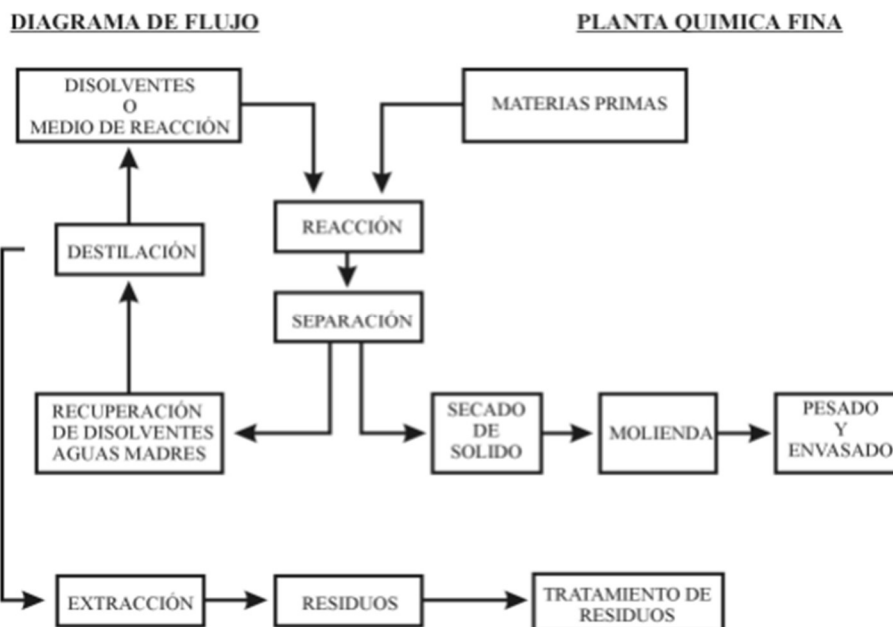 DIAGRAMA DE FLUJO
PLANTA QUIMICA FINA
DISOLVENTES
O
MEDIO DE REACCIÓN
MATERIAS PRIMAS
REACCIÓN
DESTILACIÓN
SEPARACIÓN
RECUPERACIÓN
DE DISOLVENTES
AGUAS MADRES
SECADO
DE
SOLIDO
MOLIENDA
PESADO
Y
ENVASADO
EXTRACCIÓN
RESIDUOS
TRATAMIENTO DE
RESIDUOS